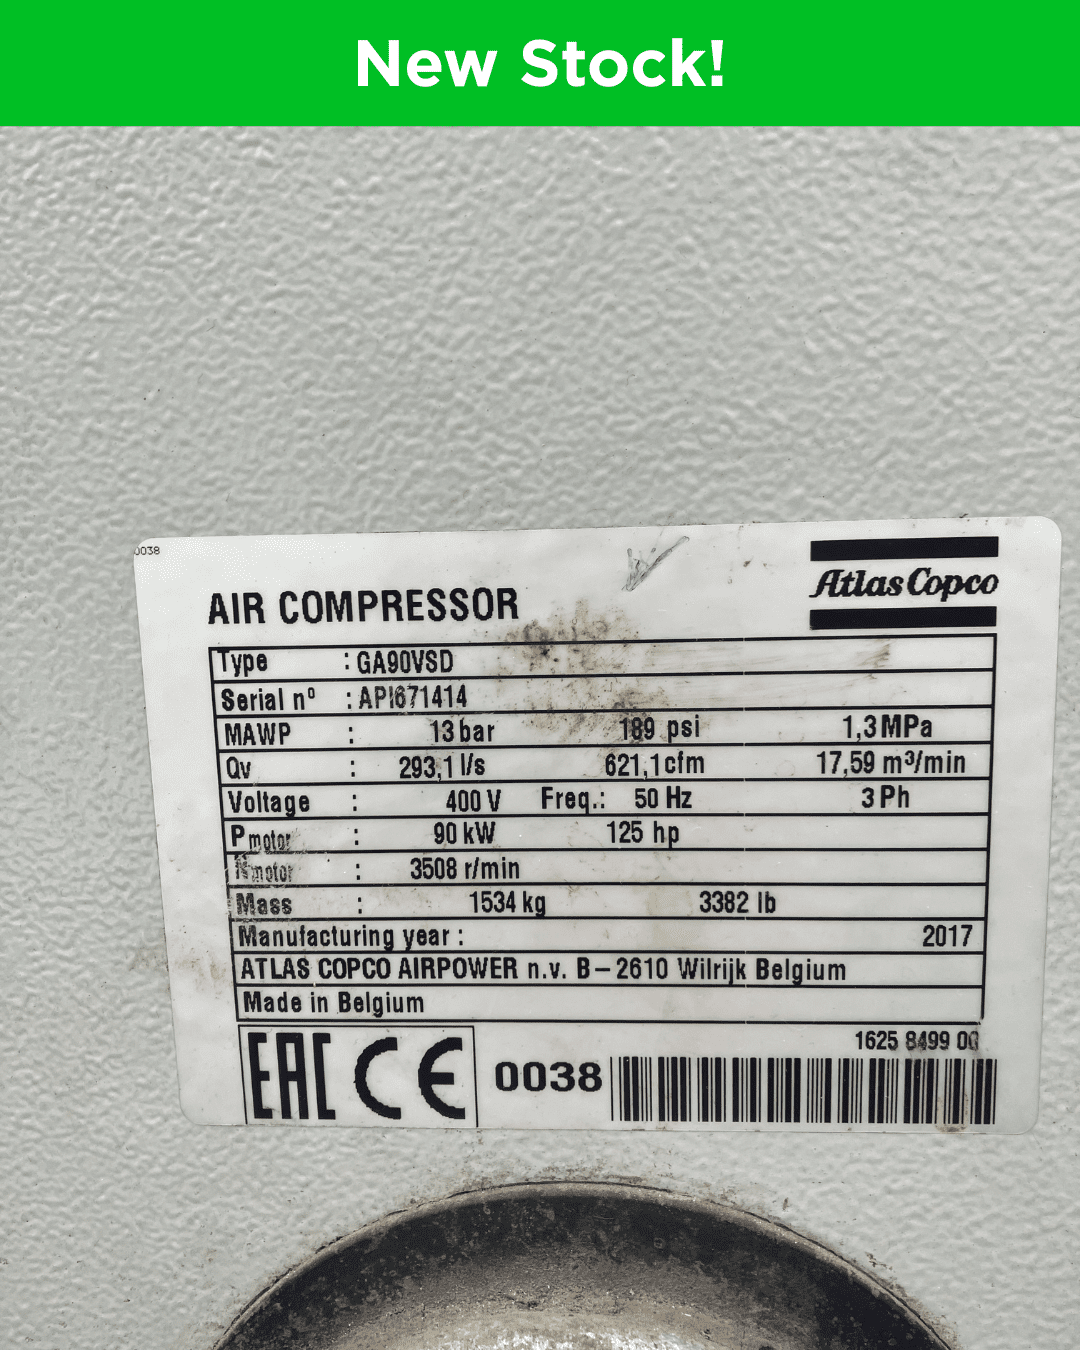 New Stock!
0038
Atlas Copco
AIR COMPRESSOR
Type : GA90VSD
Serial nº : API671414
MAWP : 13 bar 189 psi 1,3 MPa
Qv : 293,1 l/s 621,1 cfm 17,59 m³/min
Voltage : 400 V Freq.: 50 Hz 3 Ph
P motor : 90 kW 125 hp
N motor : 3508 r/min
Mass : 1534 kg 3382 lb
Manufacturing year : 2017
ATLAS COPCO AIRPOWER n.v. B–2610 Wilrijk Belgium
Made in Belgium
1625 8499 00
EAC CE 0038